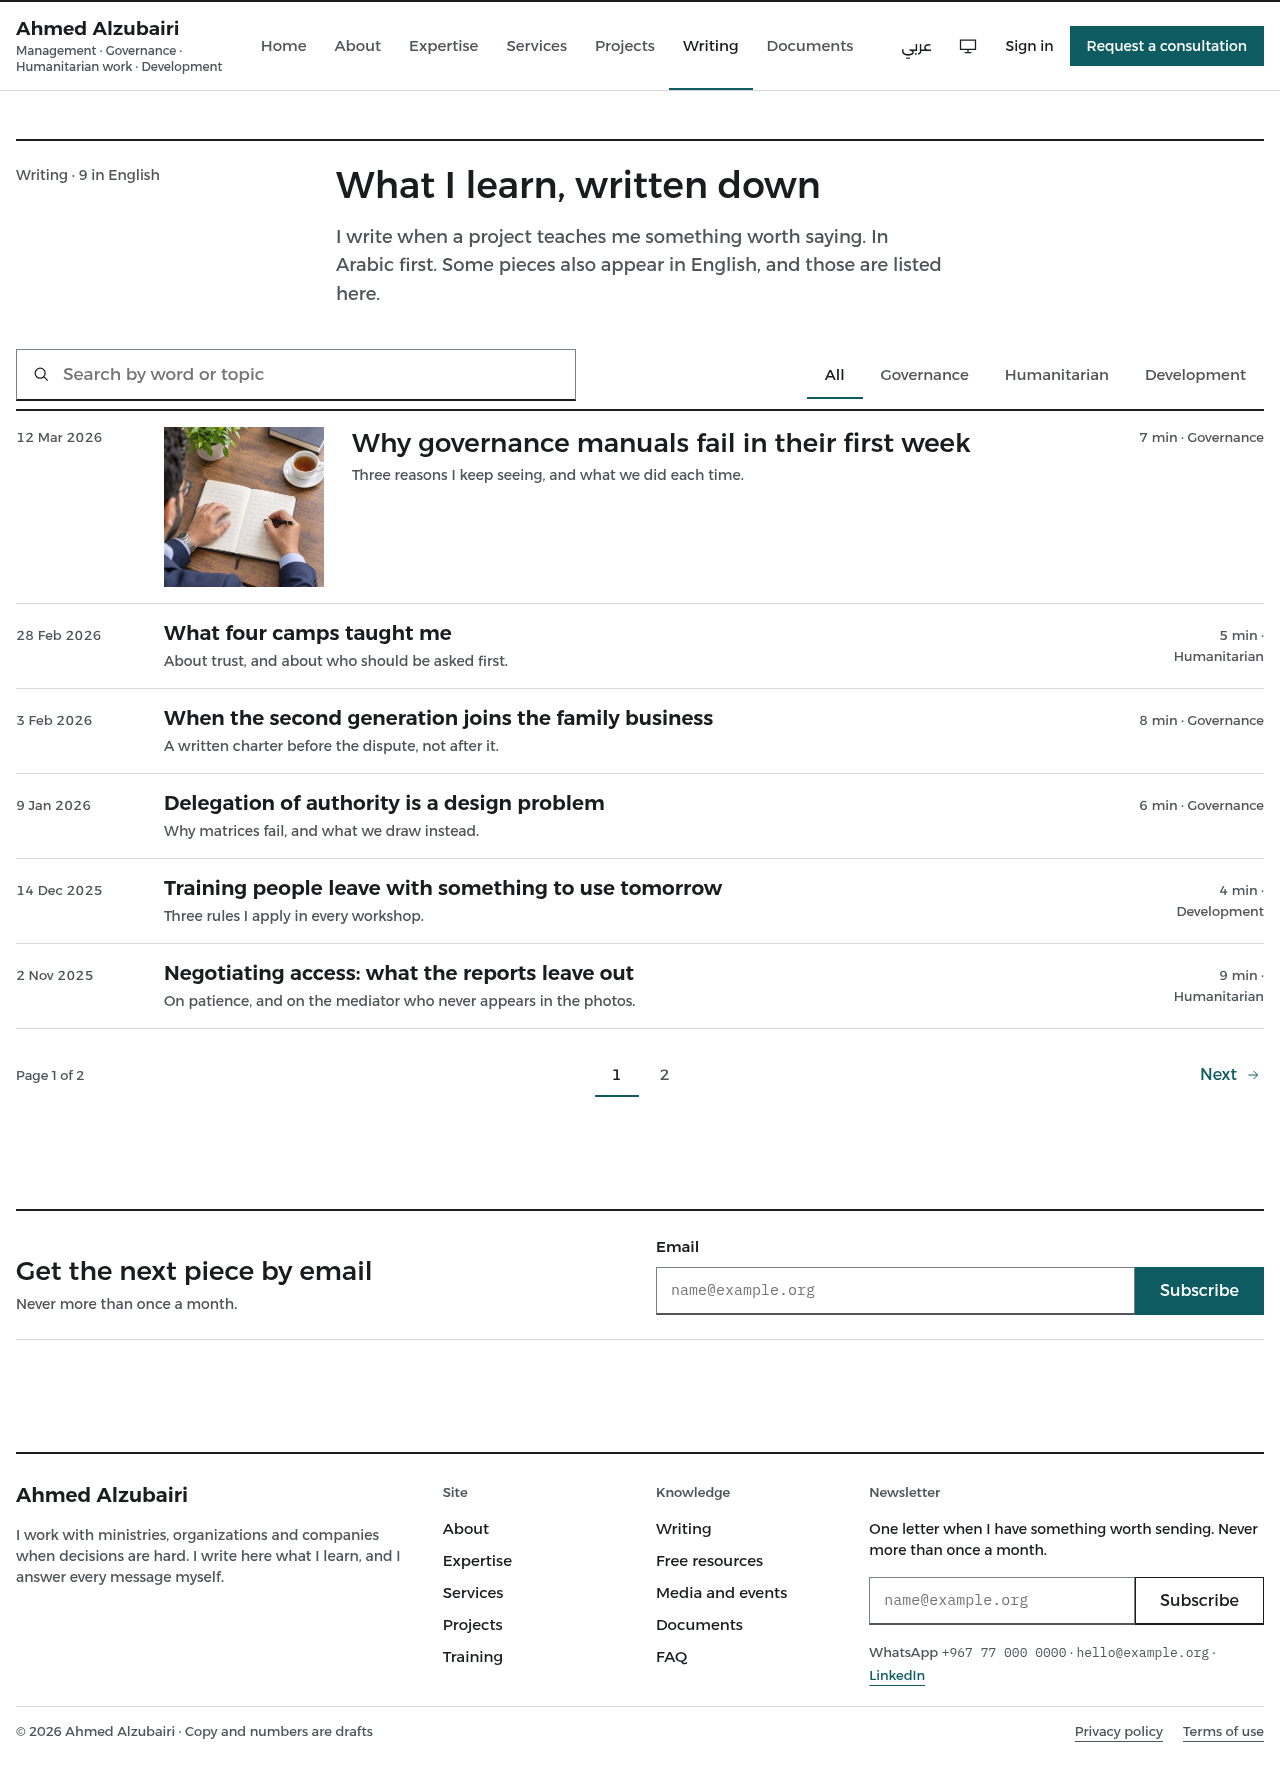 Ahmed Alzubairi
Management · Governance ·
Humanitarian work · Development
Home About Expertise Services Projects Writing Documents عربي Sign in Request a consultation
Writing · 9 in English
What I learn, written down
I write when a project teaches me something worth saying. In
Arabic first. Some pieces also appear in English, and those are listed
here.
Search by word or topic
All Governance Humanitarian Development
12 Mar 2026 Why governance manuals fail in their first week 7 min · Governance
Three reasons I keep seeing, and what we did each time.
28 Feb 2026 What four camps taught me 5 min ·
Humanitarian
About trust, and about who should be asked first.
3 Feb 2026 When the second generation joins the family business 8 min · Governance
A written charter before the dispute, not after it.
9 Jan 2026 Delegation of authority is a design problem 6 min · Governance
Why matrices fail, and what we draw instead.
14 Dec 2025 Training people leave with something to use tomorrow 4 min ·
Development
Three rules I apply in every workshop.
2 Nov 2025 Negotiating access: what the reports leave out 9 min ·
Humanitarian
On patience, and on the mediator who never appears in the photos.
Page 1 of 2 1 2 Next →
Get the next piece by email
Never more than once a month.
Email
name@example.org Subscribe
Ahmed Alzubairi
I work with ministries, organizations and companies
when decisions are hard. I write here what I learn, and I
answer every message myself.
Site
About
Expertise
Services
Projects
Training
Knowledge
Writing
Free resources
Media and events
Documents
FAQ
Newsletter
One letter when I have something worth sending. Never
more than once a month.
name@example.org Subscribe
WhatsApp +967 77 000 0000 · hello@example.org ·
LinkedIn
© 2026 Ahmed Alzubairi · Copy and numbers are drafts
Privacy policy Terms of use